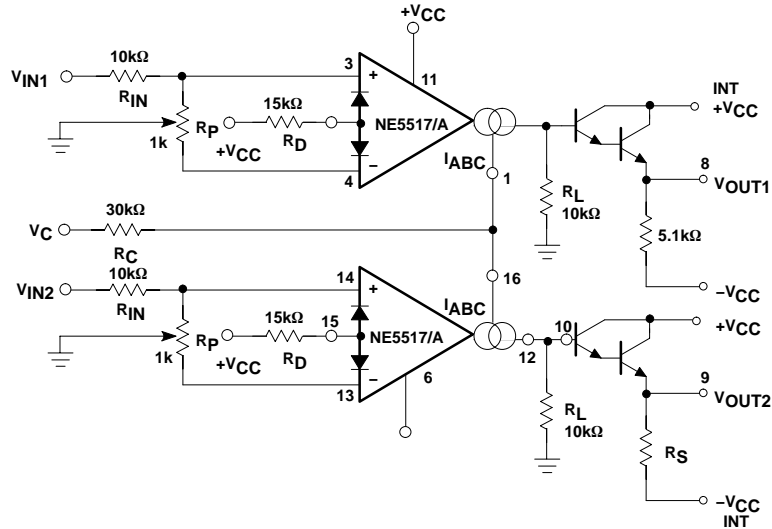 +VCC
10kΩ
VIN1
3
+
11
INT
+VCC
RIN
15kΩ
RP
+VCC
RD
NE5517/A
1k
−
4
IABC
1
RL
10kΩ
8
VOUT1
5.1kΩ
−VCC
30kΩ
VC
RC
10kΩ
VIN2
14
+
16
IABC
+VCC
RIN
15kΩ
15
RP
+VCC
RD
NE5517/A
1k
−
13
6
12
10
RL
10kΩ
9
VOUT2
RS
−VCC
INT